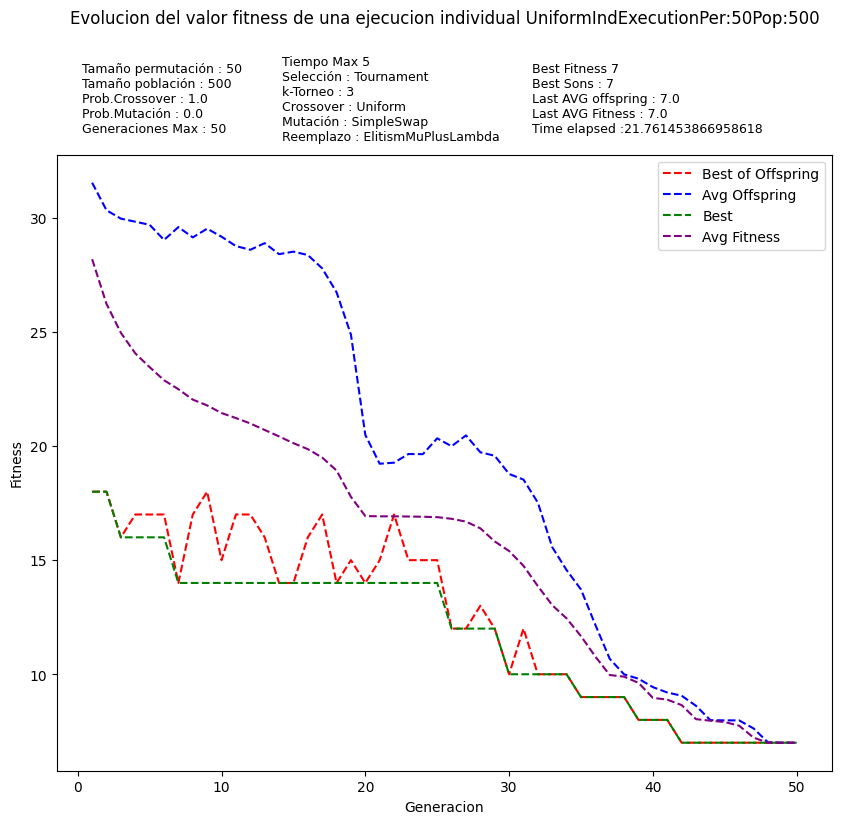 Evolucion del valor fitness de una ejecucion individual UniformIndExecutionPer:50Pop:500
Tamaño permutación : 50
Tamaño población : 500
Prob.Crossover : 1.0
Prob.Mutación : 0.0
Generaciones Max : 50
Tiempo Max 5
Selección : Tournament
k-Torneo : 3
Crossover : Uniform
Mutación : SimpleSwap
Reemplazo : ElitismMuPlusLambda
Best Fitness 7
Best Sons : 7
Last AVG offspring : 7.0
Last AVG Fitness : 7.0
Time elapsed :21.761453866958618
Best of Offspring
Avg Offspring
Best
Avg Fitness
30
25
20
15
10
Fitness
0
10
20
30
40
50
Generacion